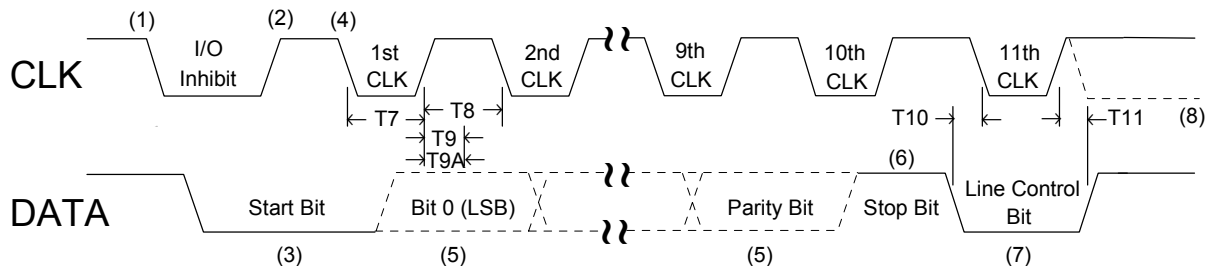 (1) (2) (4)
CLK
I/O
Inhibit
1st
CLK
2nd
CLK
9th
CLK
10th
CLK
11th
CLK
T7 T8 T10 T11 (8)
T9
T9A
(6)
DATA
Start Bit
Bit 0 (LSB)
Parity Bit
Stop Bit
Line Control
Bit
(3) (5) (5) (7)